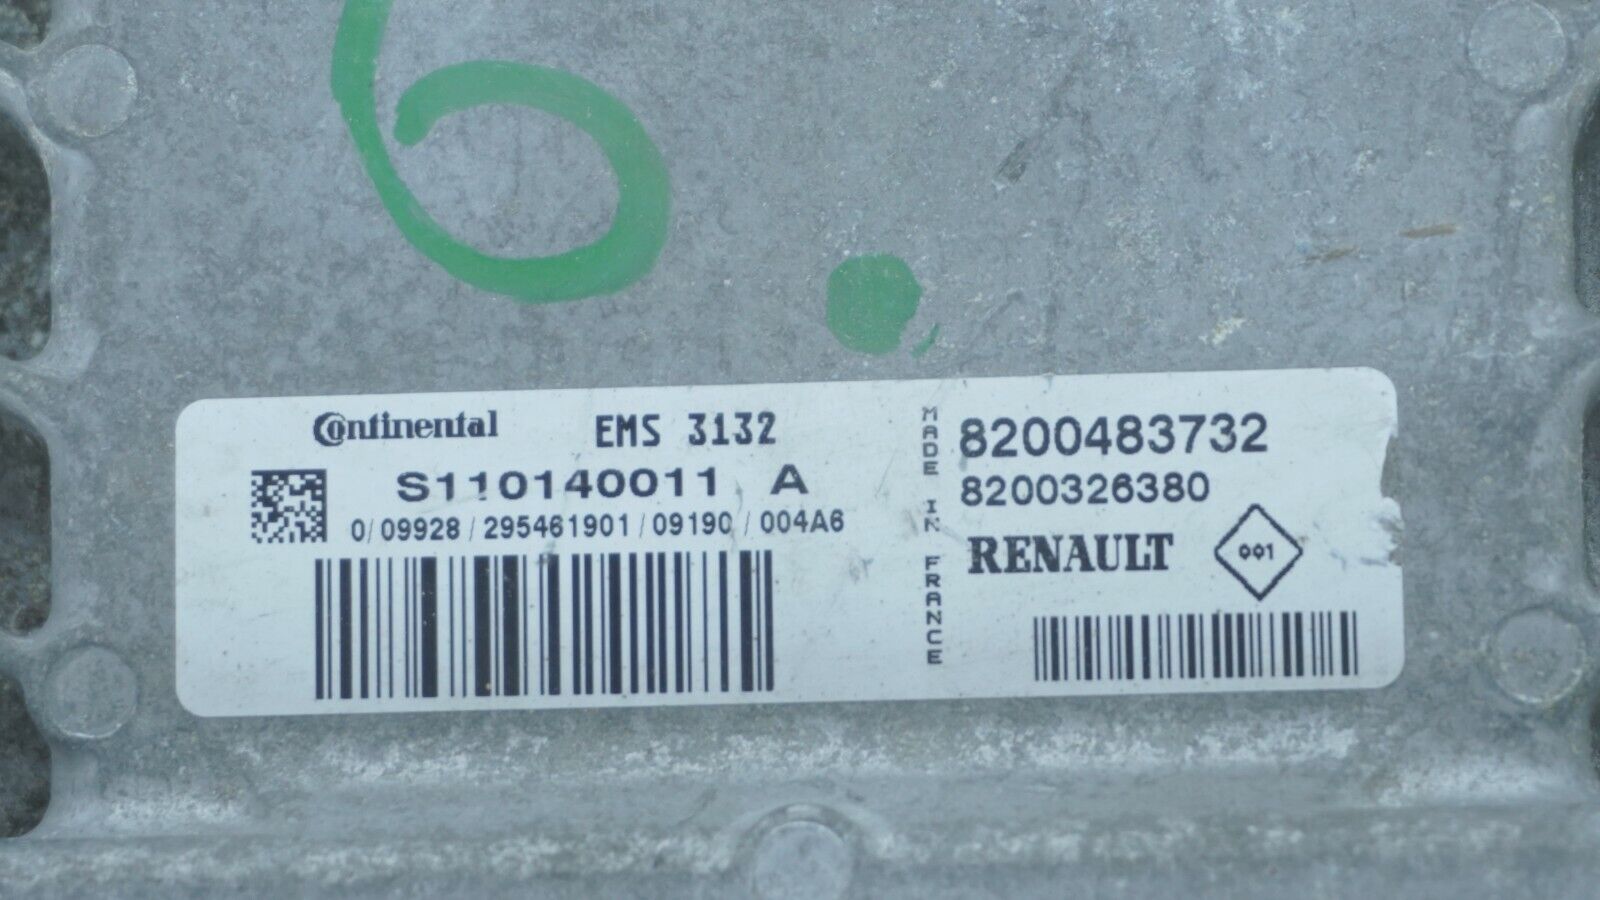 6.
Continental EMS 3132
S110140011 A
0/09928/295461901/09190/004A6
MADE IN FRANCE
8200483732
8200326380
RENAULT 001